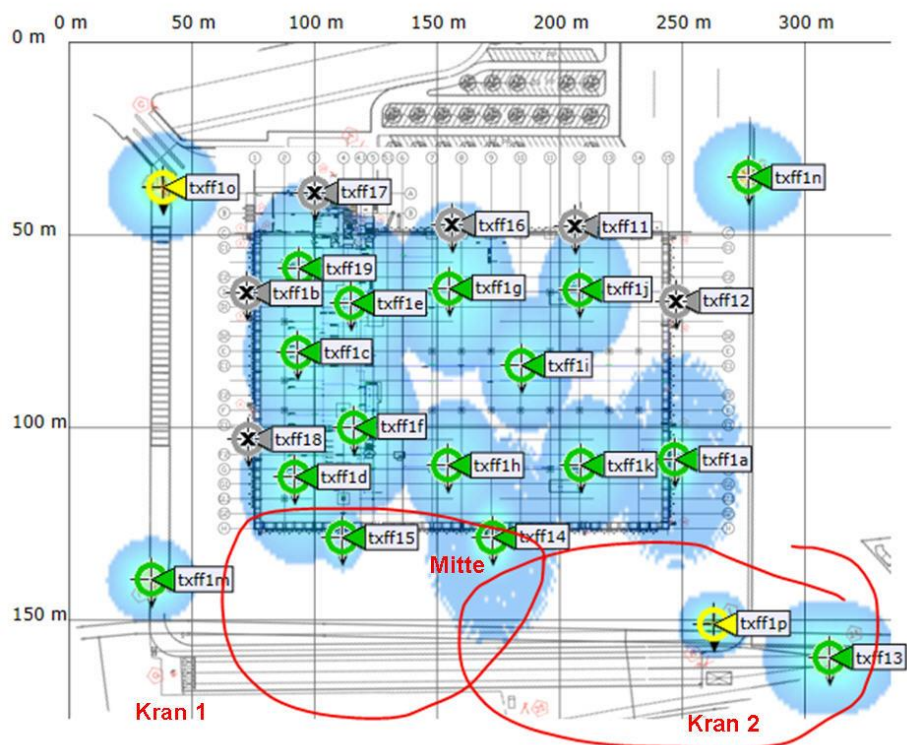 0 m 50 m 100 m 150 m 200 m 250 m 300 m
0 m
txff1o
txff1n
txff17
50 m
txff16
txff11
txff19
txff1b
txff1g
txff1j
txff12
txff1e
txff1c
txff1i
100 m
txff1f
txff18
txff1d
txff1h
txff1k
txff1a
txff15
txff14
Mitte
txff1m
150 m
txff1p
txff13
Kran 1
Kran 2